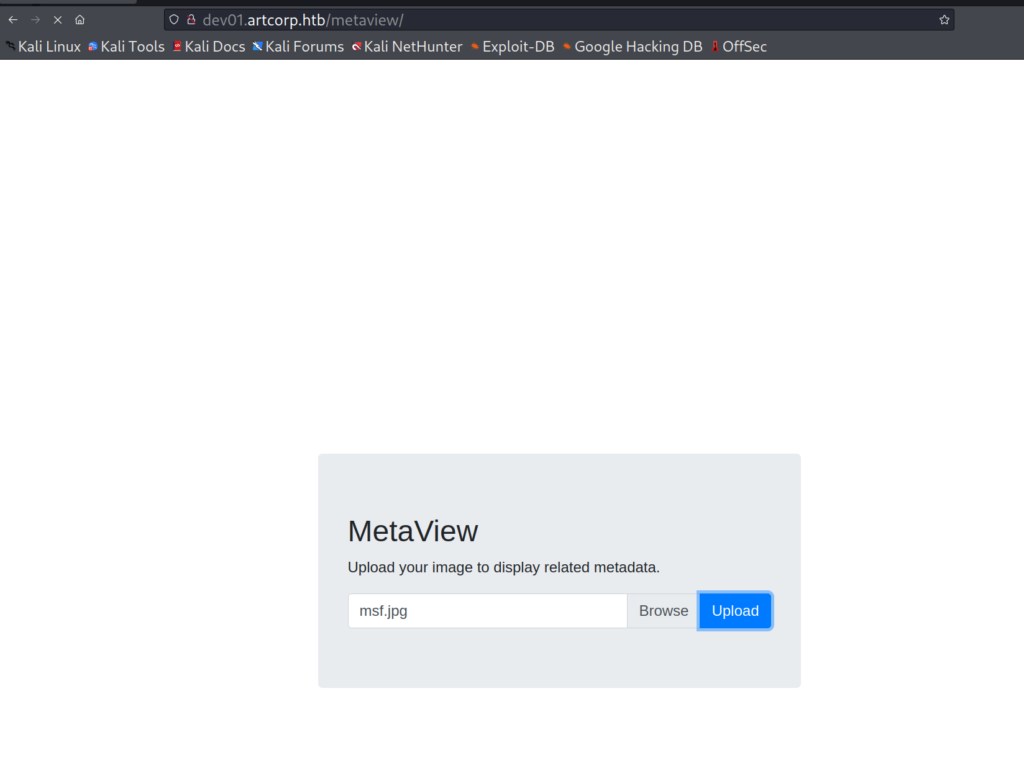 dev01.artcorp.htb/metaview/
Kali Linux Kali Tools Kali Docs Kali Forums Kali NetHunter Exploit-DB Google Hacking DB OffSec
MetaView
Upload your image to display related metadata.
msf.jpg Browse Upload